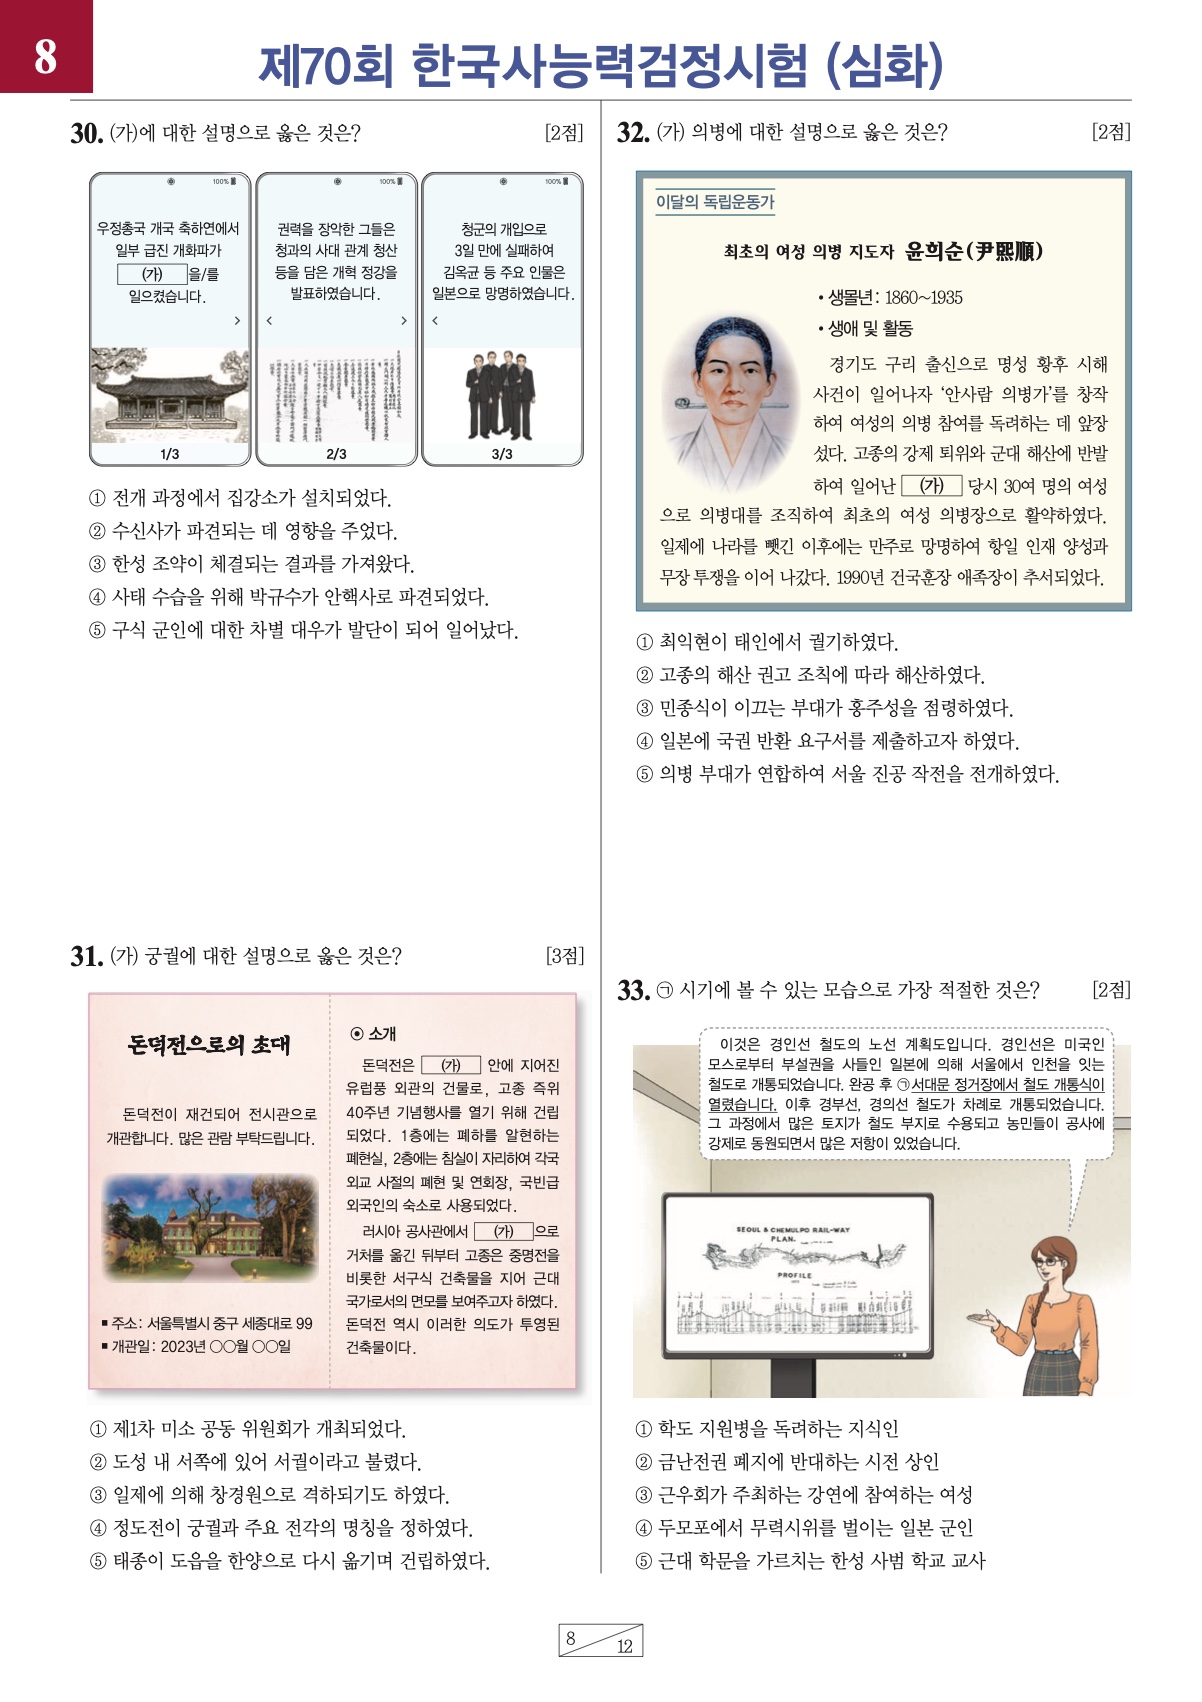 8
제70회 한국사능력검정시험 (심화)
30. (가)에 대한 설명으로 옳은 것은? [2점]
100%
우정총국 개국 축하연에서
일부 급진 개화파가
(가) 을/를
일으켰습니다.
>
1/3
100%
권력을 장악한 그들은
청과의 사대 관계 청산
등을 담은 개혁 정강을
발표하였습니다.
< >
2/3
100%
청군의 개입으로
3일 만에 실패하여
김옥균 등 주요 인물은
일본으로 망명하였습니다.
<
3/3
① 전개 과정에서 집강소가 설치되었다.
② 수신사가 파견되는 데 영향을 주었다.
③ 한성 조약이 체결되는 결과를 가져왔다.
④ 사태 수습을 위해 박규수가 안핵사로 파견되었다.
⑤ 구식 군인에 대한 차별 대우가 발단이 되어 일어났다.
31. (가) 궁궐에 대한 설명으로 옳은 것은? [3점]
돈덕전으로의 초대
돈덕전이 재건되어 전시관으로
개관합니다. 많은 관람 부탁드립니다.
▪ 주소: 서울특별시 중구 세종대로 99
▪ 개관일: 2023년 ○○월 ○○일
⊙ 소개
돈덕전은 (가) 안에 지어진
유럽풍 외관의 건물로, 고종 즉위
40주년 기념행사를 열기 위해 건립
되었다. 1층에는 폐하를 알현하는
폐현실, 2층에는 침실이 자리하여 각국
외교 사절의 폐현 및 연회장, 국빈급
외국인의 숙소로 사용되었다.
러시아 공사관에서 (가) 으로
거처를 옮긴 뒤부터 고종은 중명전을
비롯한 서구식 건축물을 지어 근대
국가로서의 면모를 보여주고자 하였다.
돈덕전 역시 이러한 의도가 투영된
건축물이다.
① 제1차 미소 공동 위원회가 개최되었다.
② 도성 내 서쪽에 있어 서궐이라고 불렸다.
③ 일제에 의해 창경원으로 격하되기도 하였다.
④ 정도전이 궁궐과 주요 전각의 명칭을 정하였다.
⑤ 태종이 도읍을 한양으로 다시 옮기며 건립하였다.
32. (가) 의병에 대한 설명으로 옳은 것은? [2점]
이달의 독립운동가
최초의 여성 의병 지도자 윤희순(尹熙順)
• 생몰년: 1860~1935
• 생애 및 활동
경기도 구리 출신으로 명성 황후 시해
사건이 일어나자 ‘안사람 의병가’를 창작
하여 여성의 의병 참여를 독려하는 데 앞장
섰다. 고종의 강제 퇴위와 군대 해산에 반발
하여 일어난 (가) 당시 30여 명의 여성
으로 의병대를 조직하여 최초의 여성 의병장으로 활약하였다.
일제에 나라를 뺏긴 이후에는 만주로 망명하여 항일 인재 양성과
무장 투쟁을 이어 나갔다. 1990년 건국훈장 애족장이 추서되었다.
① 최익현이 태인에서 궐기하였다.
② 고종의 해산 권고 조칙에 따라 해산하였다.
③ 민종식이 이끄는 부대가 홍주성을 점령하였다.
④ 일본에 국권 반환 요구서를 제출하고자 하였다.
⑤ 의병 부대가 연합하여 서울 진공 작전을 전개하였다.
33. ㉠ 시기에 볼 수 있는 모습으로 가장 적절한 것은? [2점]
이것은 경인선 철도의 노선 계획도입니다. 경인선은 미국인
모스로부터 부설권을 사들인 일본에 의해 서울에서 인천을 잇는
철도로 개통되었습니다. 완공 후 ㉠서대문 정거장에서 철도 개통식이
열렸습니다. 이후 경부선, 경의선 철도가 차례로 개통되었습니다.
그 과정에서 많은 토지가 철도 부지로 수용되고 농민들이 공사에
강제로 동원되면서 많은 저항이 있었습니다.
SEOUL & CHEMULPO RAIL-WAY
PLAN.
PROFILE
① 학도 지원병을 독려하는 지식인
② 금난전권 폐지에 반대하는 시전 상인
③ 근우회가 주최하는 강연에 참여하는 여성
④ 두모포에서 무력시위를 벌이는 일본 군인
⑤ 근대 학문을 가르치는 한성 사범 학교 교사
8
12